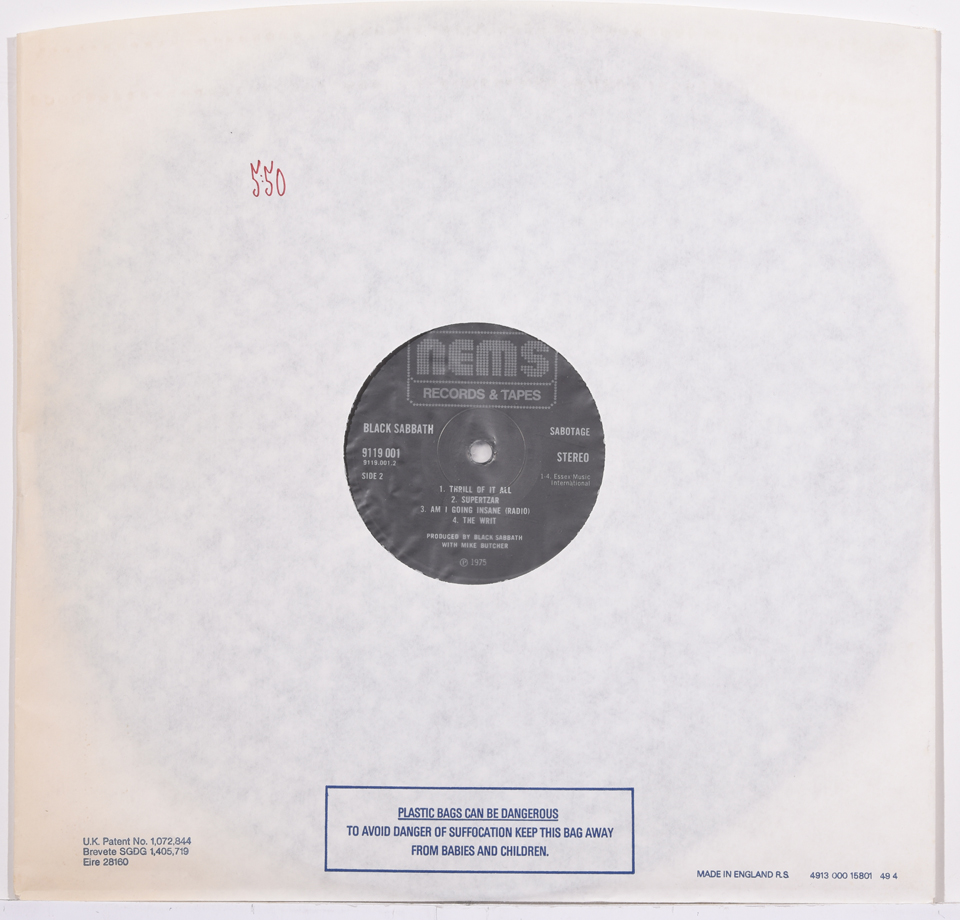 5:50
nems
RECORDS & TAPES
BLACK SABBATH
SABOTAGE
9119 001
9119.001.2
STEREO
SIDE 2
1-4. Essex Music
International
1. THRILL OF IT ALL
2. SUPERTZAR
3. AM I GOING INSANE (RADIO)
4. THE WRIT
PRODUCED BY BLACK SABBATH
WITH MIKE BUTCHER
Ⓟ 1975
PLASTIC BAGS CAN BE DANGEROUS
TO AVOID DANGER OF SUFFOCATION KEEP THIS BAG AWAY
FROM BABIES AND CHILDREN.
U.K. Patent No. 1,072,844
Brevete SGDG 1,405,719
Eire 28160
MADE IN ENGLAND R.S. 4913 000 15801 49 4